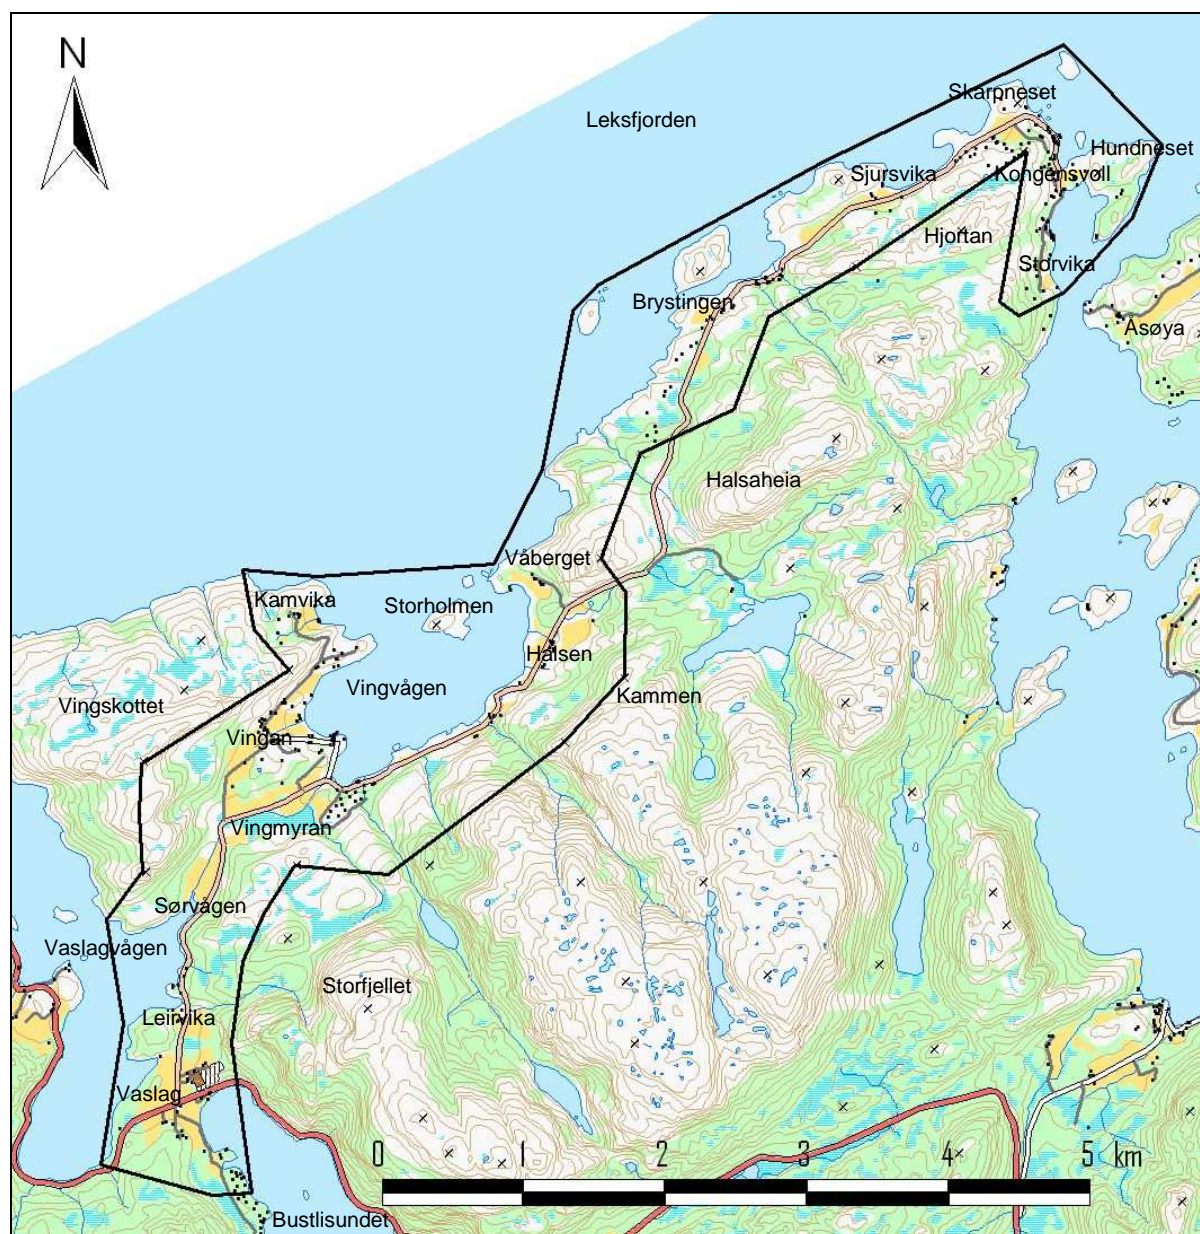 N
Skarpneset
Leksfjorden
Hundneset
Sjursvika
Kongensvoll
Hjortan
Storvika
Brystingen
Åsøya
Halsaheia
Våberget
Kamvika
Storholmen
Halsen
Vingvågen
Kammen
Vingskottet
Vingan
Vingmyran
Sørvågen
Vaslagvågen
Storfjellet
Leirvika
Vaslag
0 1 2 3 4 5 km
Bustlisundet